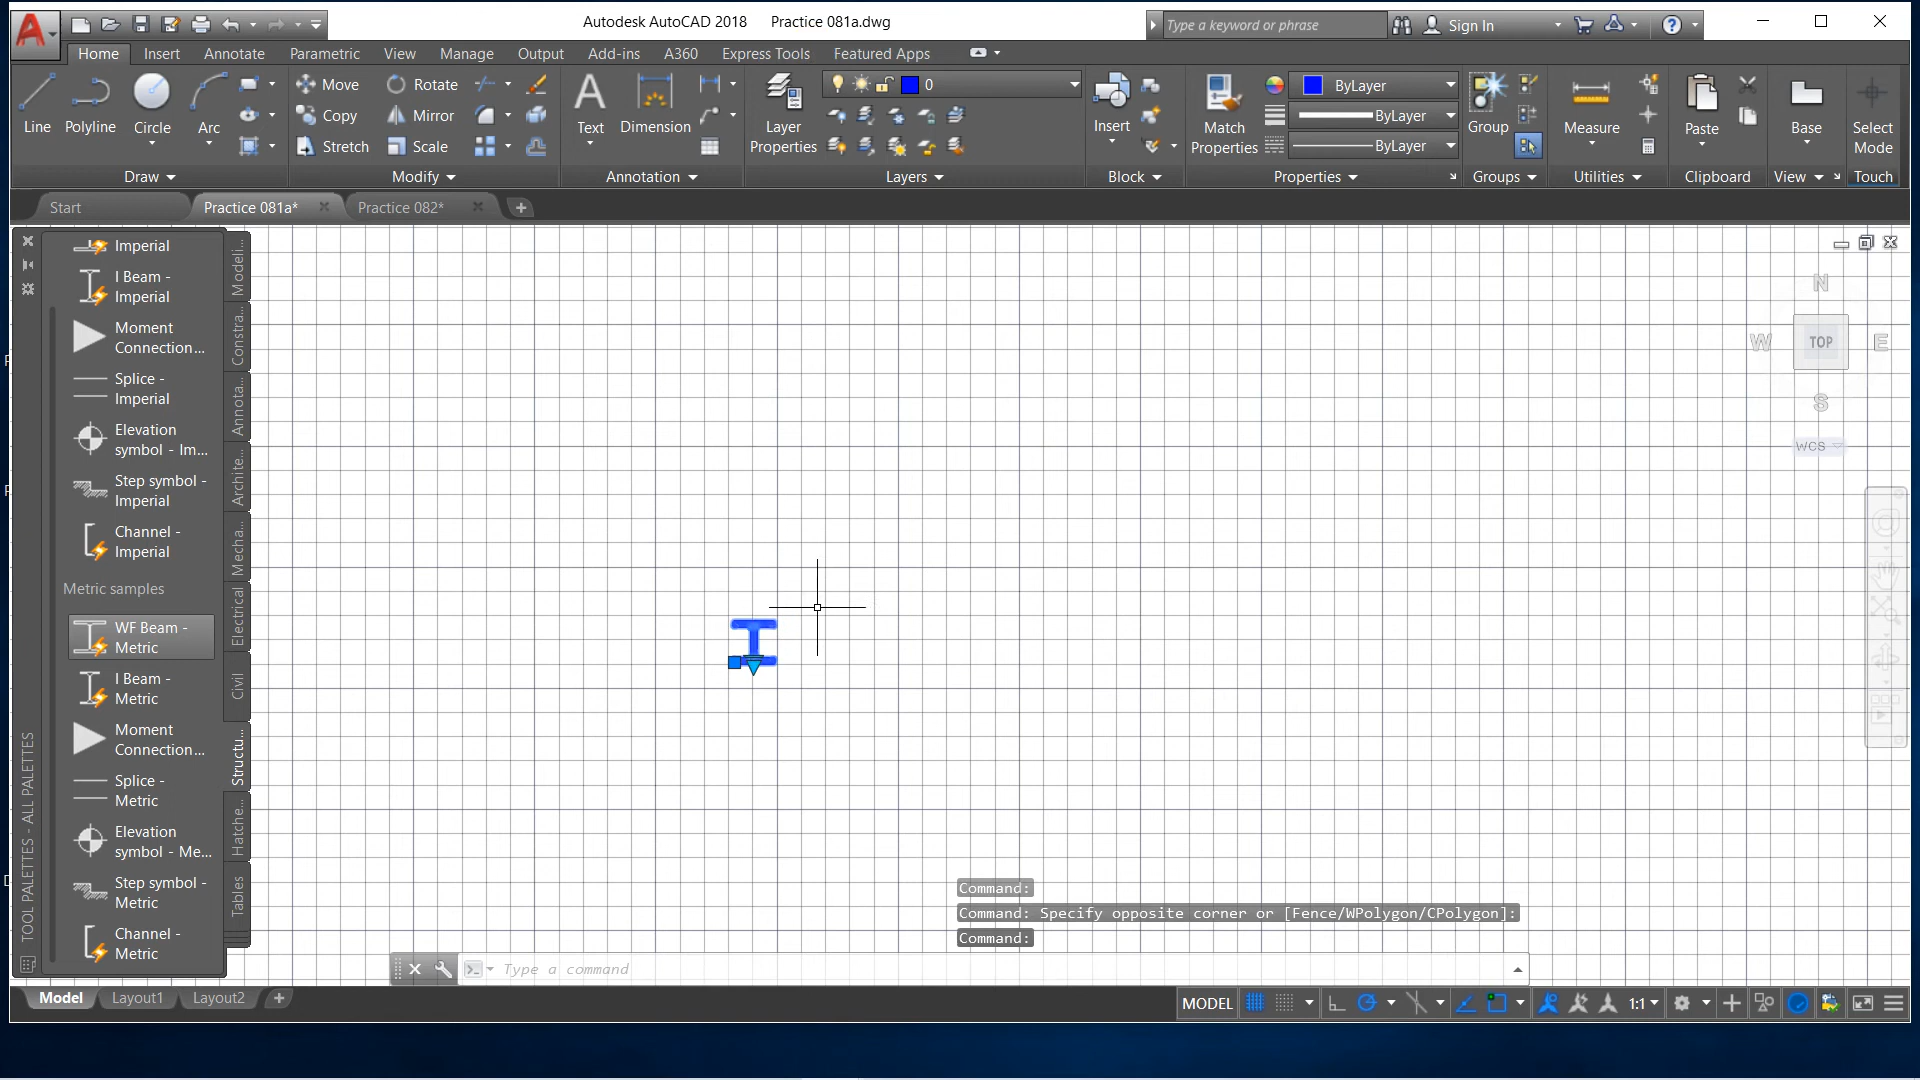 Autodesk AutoCAD 2018 Practice 081a.dwg
Type a keyword or phrase
Sign In
Home Insert Annotate Parametric View Manage Output Add-ins A360 Express Tools Featured Apps
Line
Polyline
Circle
Arc
Draw
Move
Copy
Stretch
Rotate
Mirror
Scale
Modify
Text
Dimension
Annotation
Layer
Properties
0
Layers
Insert
Block
Match
Properties
ByLayer
ByLayer
ByLayer
Properties
Group
Groups
Measure
Utilities
Paste
Clipboard
Base
View
Select
Mode
Touch
Start
Practice 081a*
Practice 082*
Imperial
I Beam -
Imperial
Moment
Connection...
Splice -
Imperial
Elevation
symbol - Im...
Step symbol -
Imperial
Channel -
Imperial
Metric samples
WF Beam -
Metric
I Beam -
Metric
Moment
Connection...
Splice -
Metric
Elevation
symbol - Me...
Step symbol -
Metric
Channel -
Metric
Modeli...
Constra...
Annota...
Archite...
Mecha...
Electrical
Civil
Structu...
Hatche...
Tables
TOOL PALETTES - ALL PALETTES
N
W
TOP
E
S
WCS
Command:
Command: Specify opposite corner or [Fence/WPolygon/CPolygon]:
Command:
Type a command
Model Layout1 Layout2
MODEL
1:1